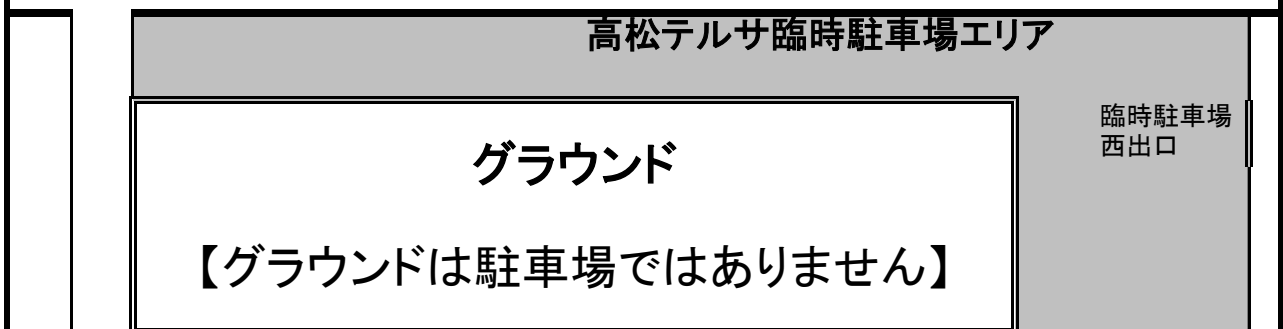 高松テルサ臨時駐車場エリア
臨時駐車場
西出口
グラウンド
【グラウンドは駐車場ではありません】